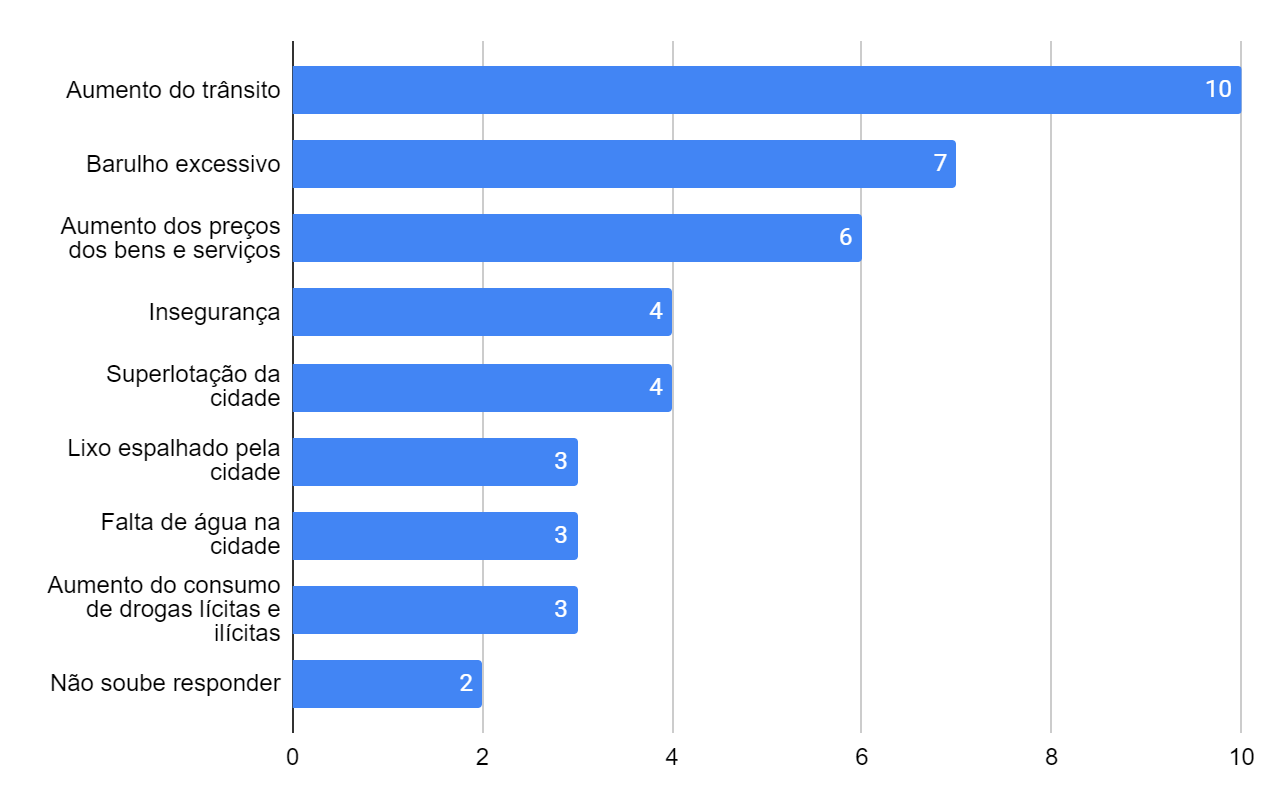 Aumento do trânsito
10
Barulho excessivo
7
Aumento dos preços
dos bens e serviços
6
Insegurança
4
Superlotação da
cidade
4
Lixo espalhado pela
cidade
3
Falta de água na
cidade
3
Aumento do consumo
de drogas lícitas e
ilícitas
3
Não soube responder
2
0 2 4 6 8 10